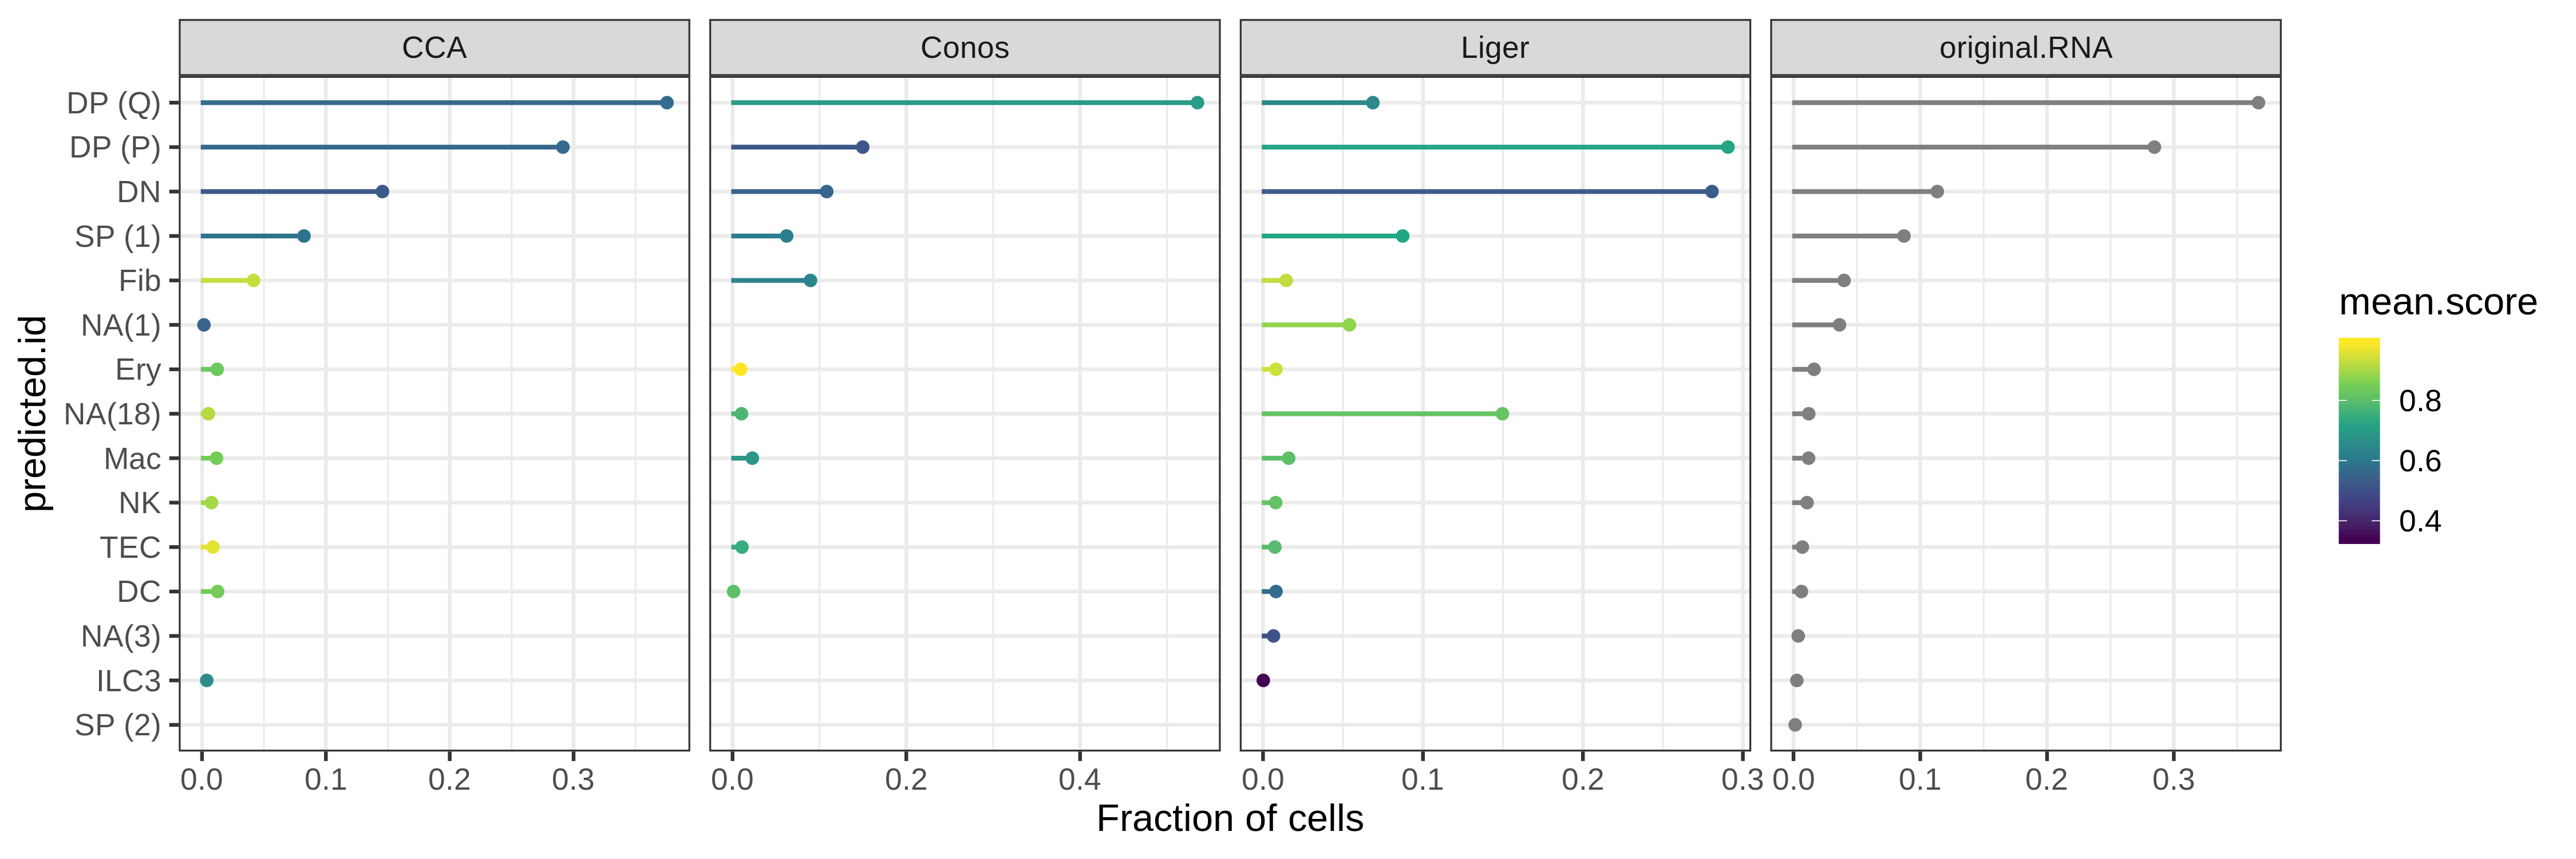 CCA Conos Liger original.RNA
predicted.id
DP (Q)
DP (P)
DN
SP (1)
Fib
NA(1)
Ery
NA(18)
Mac
NK
TEC
DC
NA(3)
ILC3
SP (2)
0.0 0.1 0.2 0.3 0.0 0.2 0.4 0.0 0.1 0.2 0.3 0.0 0.1 0.2 0.3
Fraction of cells
mean.score
0.8
0.6
0.4